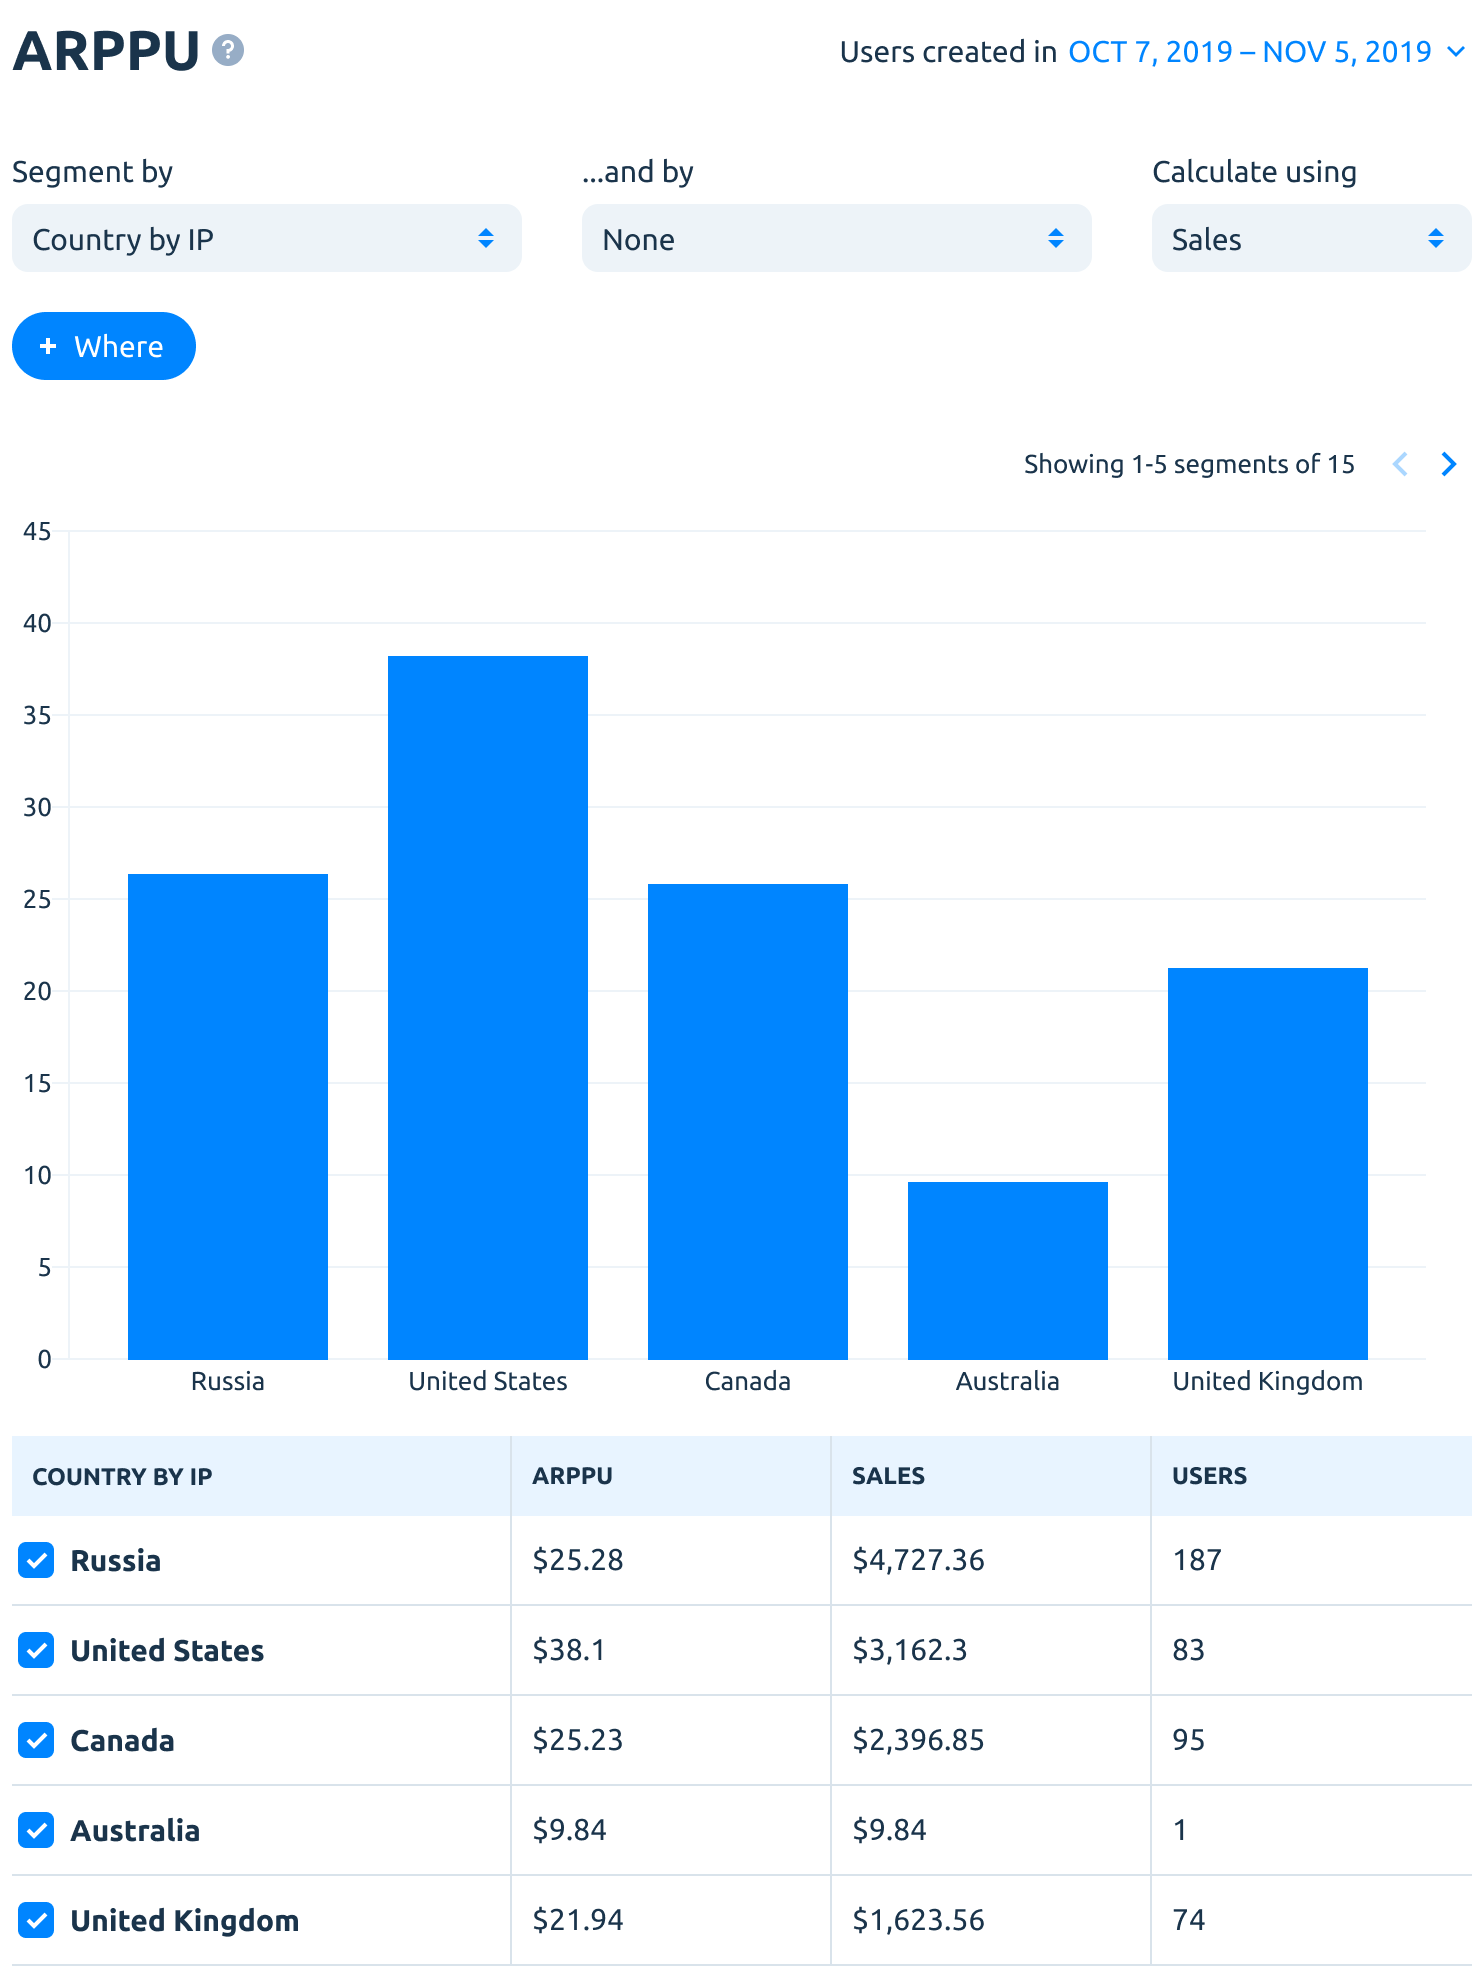 ARPPU ?
Users created in OCT 7, 2019 – NOV 5, 2019
Segment by ...and by Calculate using
Country by IP None Sales
+ Where
Showing 1-5 segments of 15
45
40
35
30
25
20
15
10
5
0
Russia United States Canada Australia United Kingdom
COUNTRY BY IP ARPPU SALES USERS
Russia $25.28 $4,727.36 187
United States $38.1 $3,162.3 83
Canada $25.23 $2,396.85 95
Australia $9.84 $9.84 1
United Kingdom $21.94 $1,623.56 74